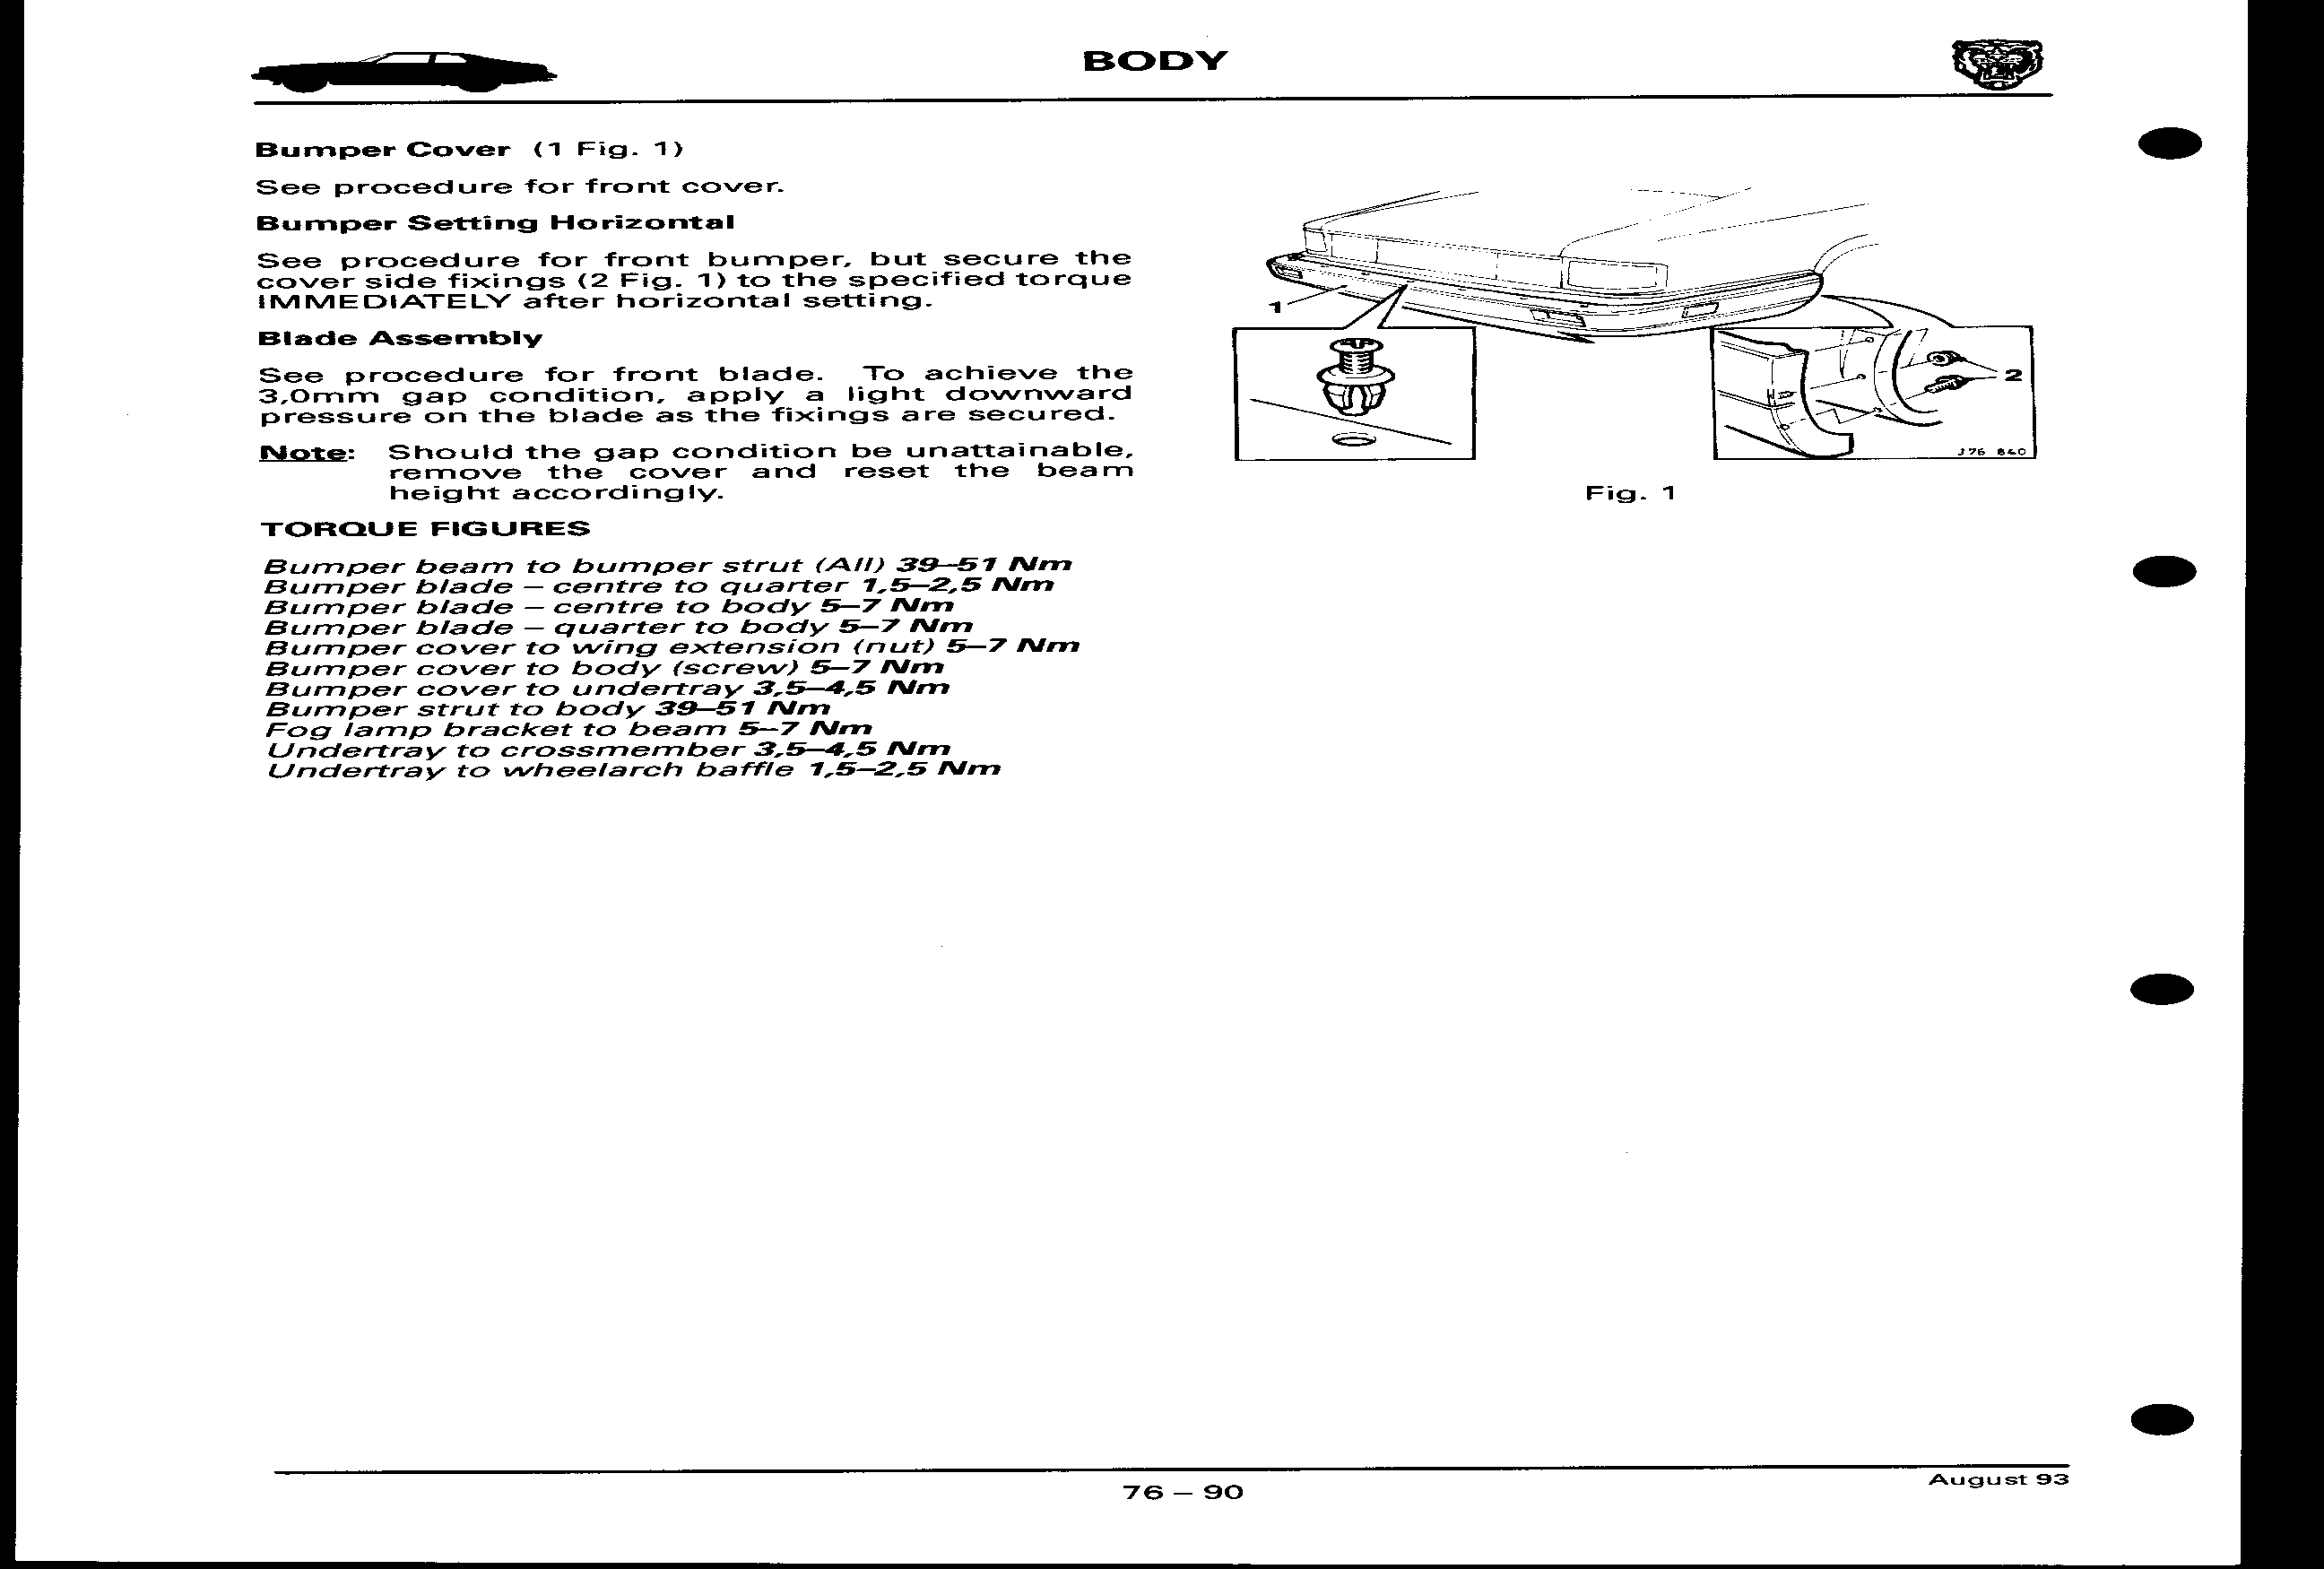 BODY
Bumper Cover (1 Fig. 1)
See procedure for front cover.
Bumper Setting Horizontal
See procedure for front bumper, but secure the
cover side fixings (2 Fig. 1) to the specified torque
IMMEDIATELY after horizontal setting.
Blade Assembly
See procedure for front blade. To achieve the
3,0mm gap condition, apply a light downward
pressure on the blade as the fixings are secured.
Note: Should the gap condition be unattainable,
remove the cover and reset the beam
height accordingly.
TORQUE FIGURES
Bumper beam to bumper strut (All) 39–51 Nm
Bumper blade – centre to quarter 1,5–2,5 Nm
Bumper blade – centre to body 5–7 Nm
Bumper blade – quarter to body 5–7 Nm
Bumper cover to wing extension (nut) 5–7 Nm
Bumper cover to body (screw) 5–7 Nm
Bumper cover to undertray 3,5–4,5 Nm
Bumper strut to body 39–51 Nm
Fog lamp bracket to beam 5–7 Nm
Undertray to crossmember 3,5–4,5 Nm
Undertray to wheelarch baffle 1,5–2,5 Nm
1
2
J76 840
Fig. 1
76 – 90
August 93